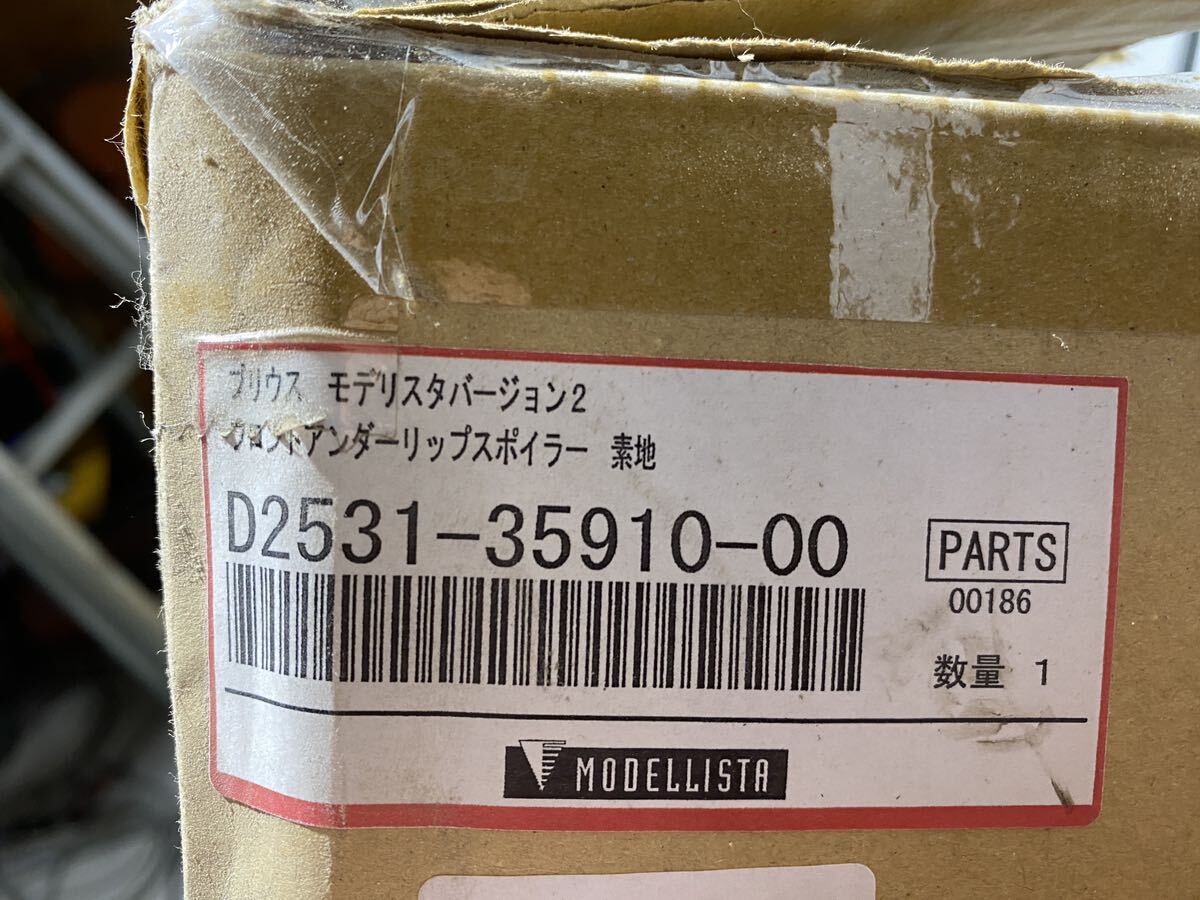 プリウス モデリスタバージョン2
フロントアンダーリップスポイラー 素地
D2531-35910-00
PARTS
00186
数量 1
MODELLISTA